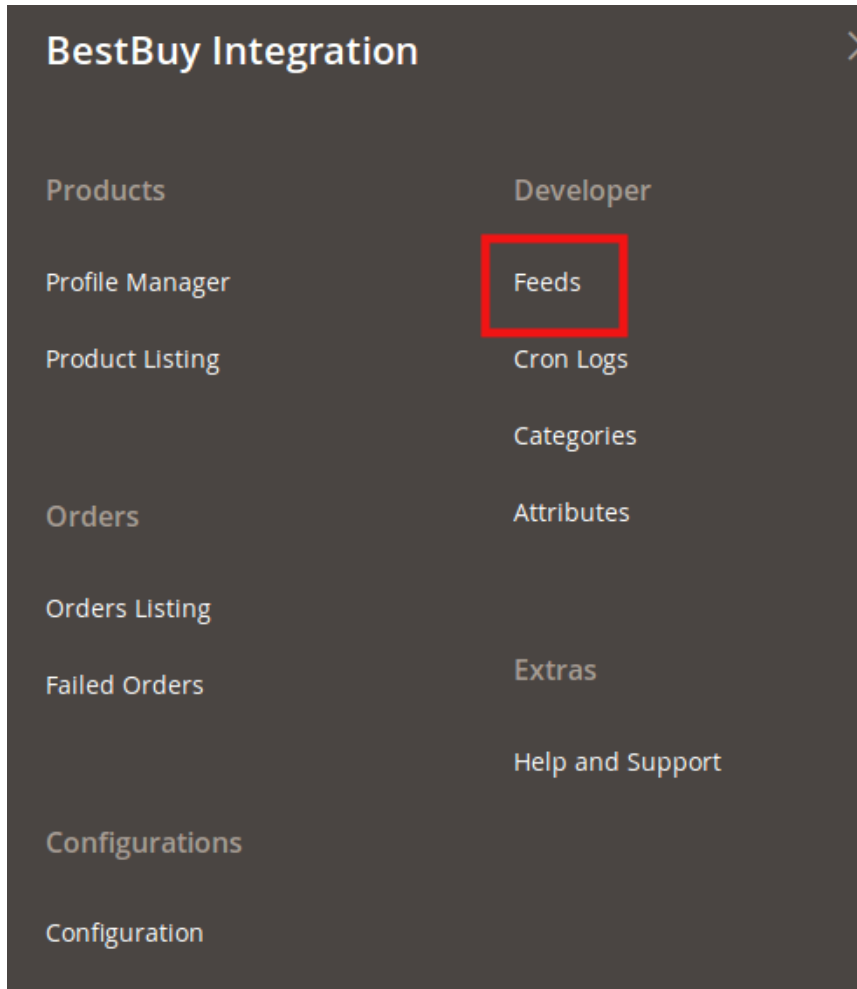 BestBuy Integration
Products
Profile Manager
Product Listing
Orders
Orders Listing
Failed Orders
Configurations
Configuration
Developer
Feeds
Cron Logs
Categories
Attributes
Extras
Help and Support